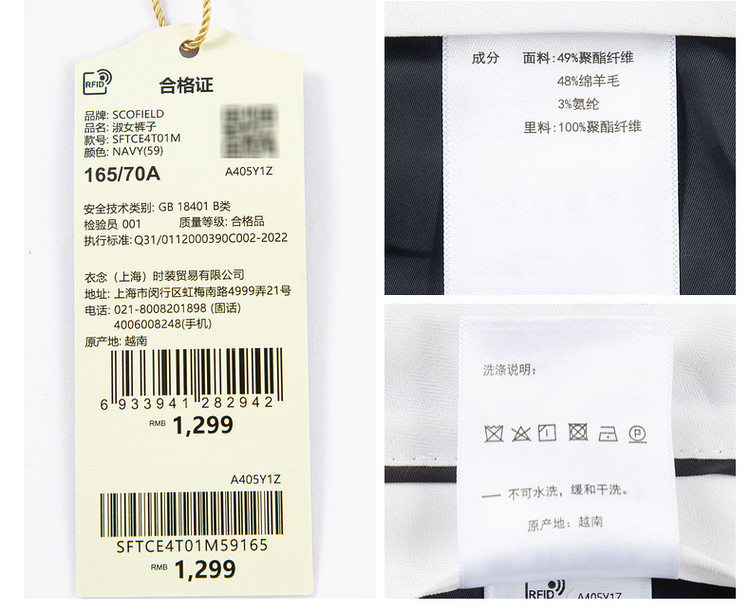 RFID
合格证
品牌: SCOFIELD
品名: 淑女裤子
款号: SFTCE4T01M
颜色: NAVY(59)
165/70A
A405Y1Z
安全技术类别: GB 18401 B类
检验员 001 质量等级: 合格品
执行标准: Q31/0112000390C002-2022
衣念（上海）时装贸易有限公司
地址: 上海市闵行区虹梅南路4999弄21号
电话: 021-8008201898 (固话)
4006008248(手机)
原产地: 越南
6 933941 282942
RMB 1,299
A405Y1Z
SFTCE4T01M59165
RMB 1,299
成分 面料:49%聚酯纤维
48%绵羊毛
3%氨纶
里料:100%聚酯纤维
洗涤说明:
P
— 不可水洗，缓和干洗。
原产地: 越南
RFID
A405Y1Z